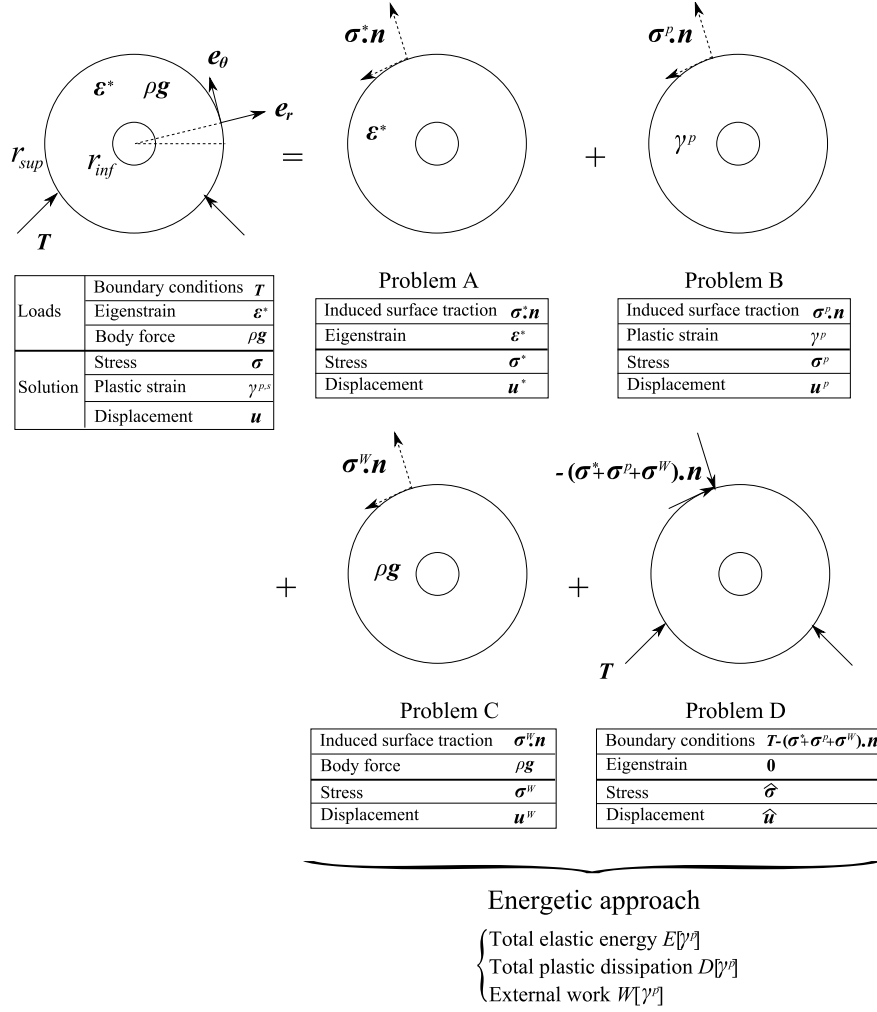 σ*.n
σᵖ.n
e_θ
ε* ρg
e_r
ε*
γᵖ
r_sup
r_inf
=
+
T
Problem A
Problem B
Loads
Boundary conditions T
Eigenstrain ε*
Body force ρg
Solution
Stress σ
Plastic strain γᵖ,ˢ
Displacement u
Induced surface traction σ*.n
Eigenstrain ε*
Stress σ*
Displacement u*
Induced surface traction σᵖ.n
Plastic strain γᵖ
Stress σᵖ
Displacement uᵖ
σᵂ.n
-(σ*+σᵖ+σᵂ).n
+
ρg
+
T
Problem C
Problem D
Induced surface traction σᵂ.n
Body force ρg
Stress σᵂ
Displacement uᵂ
Boundary conditions T-(σ*+σᵖ+σᵂ).n
Eigenstrain 0
Stress σ̂
Displacement û
Energetic approach
Total elastic energy E[γᵖ]
Total plastic dissipation D[γᵖ]
External work W[γᵖ]